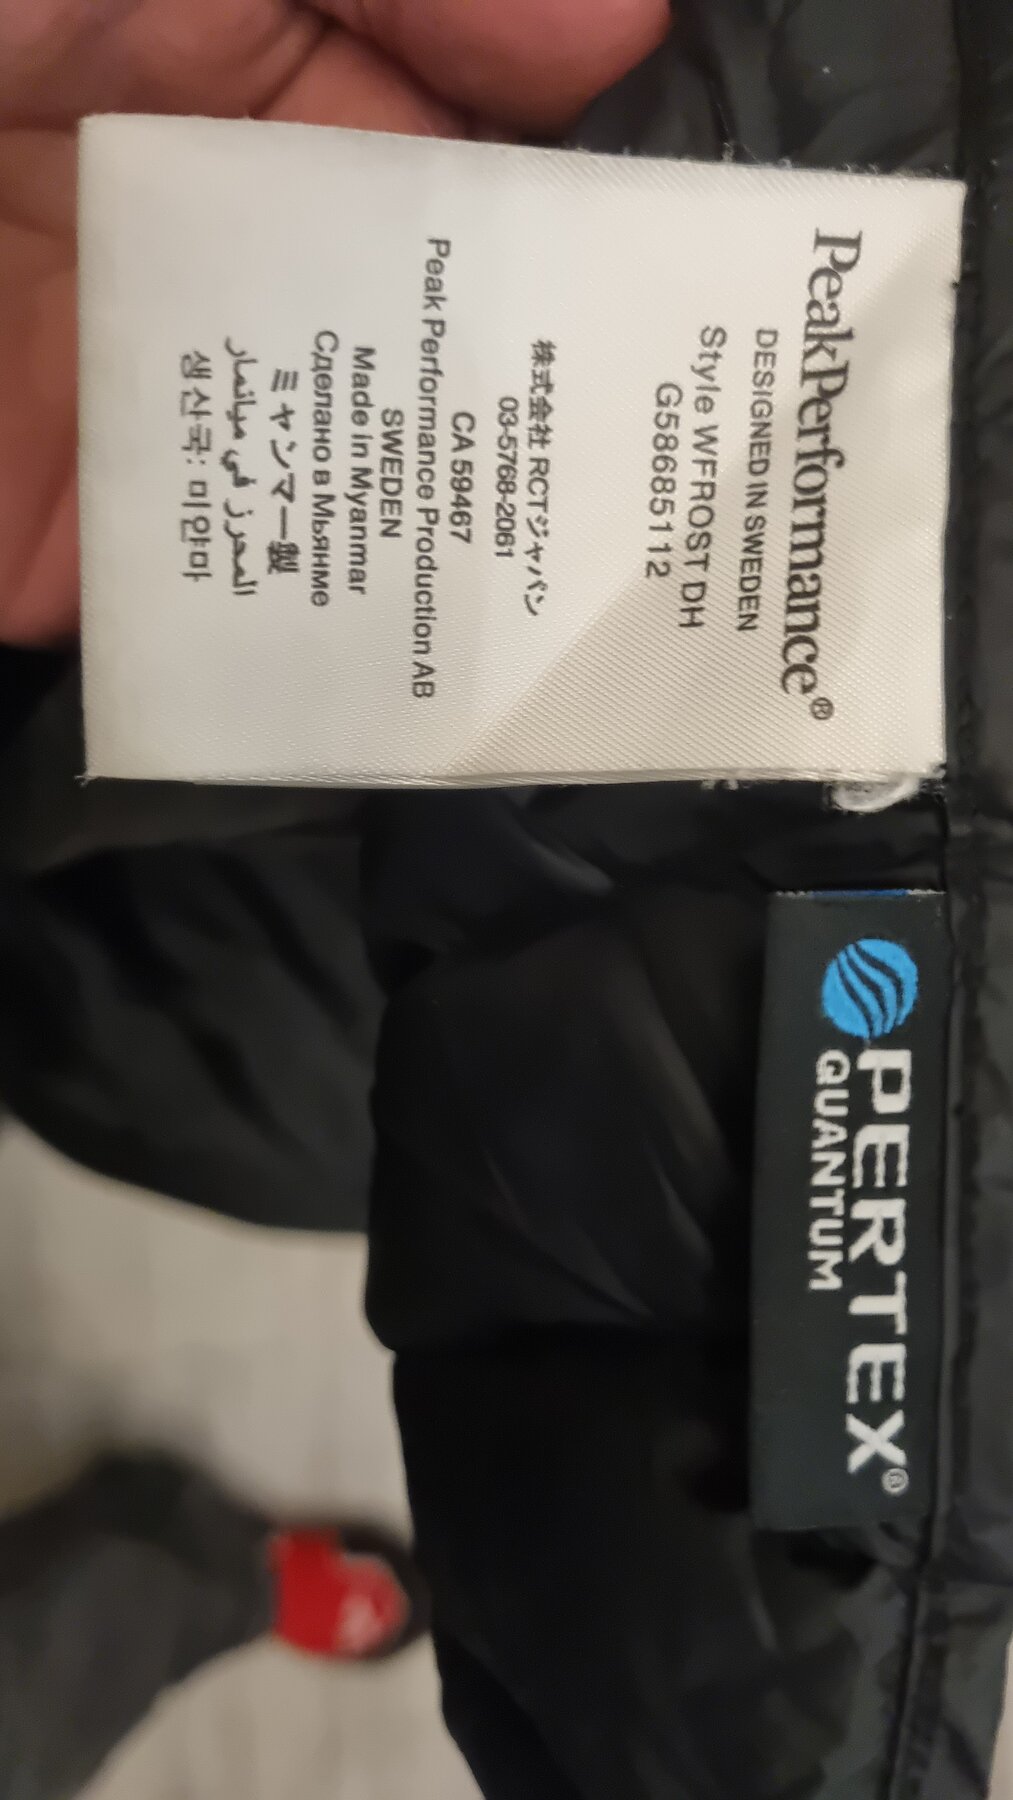 PeakPerformance®
DESIGNED IN SWEDEN
Style WFROST DH
G58685112
株式会社 RCTジャパン
03-5768-2061
CA 59467
Peak Performance Production AB
SWEDEN
Made in Myanmar
Сделано в Мьянме
ミャンマー製
المحرز في ميانمار
생산국: 미얀마
PERTEX®
QUANTUM